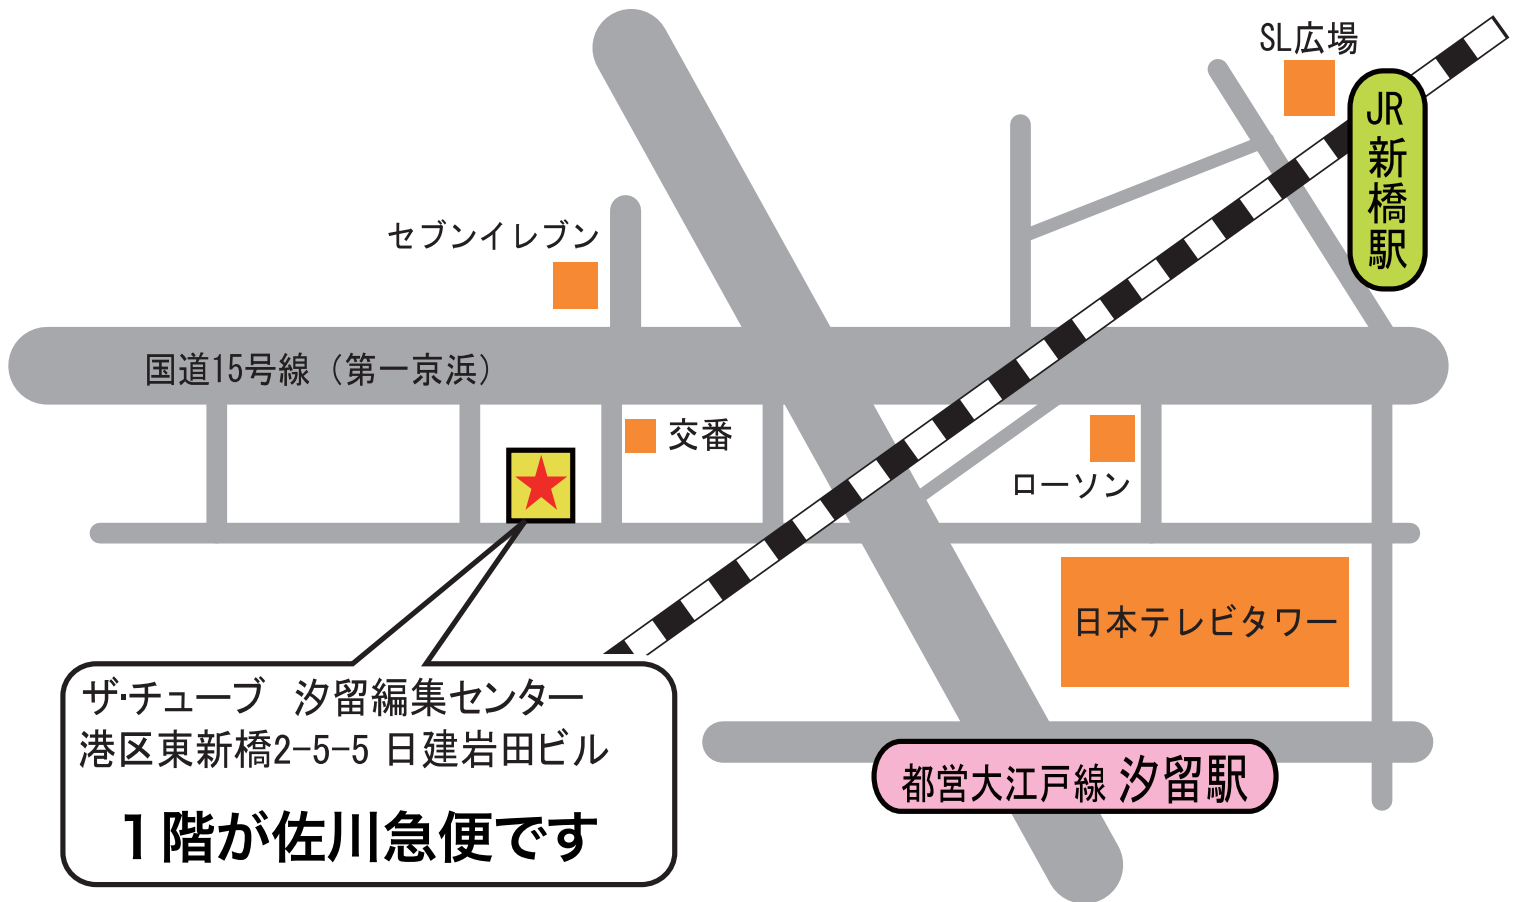 SL広場
JR新橋駅
セブンイレブン
国道15号線（第一京浜）
交番
ローソン
日本テレビタワー
ザ・チューブ　汐留編集センター
港区東新橋2-5-5 日建岩田ビル
１階が佐川急便です
都営大江戸線 汐留駅